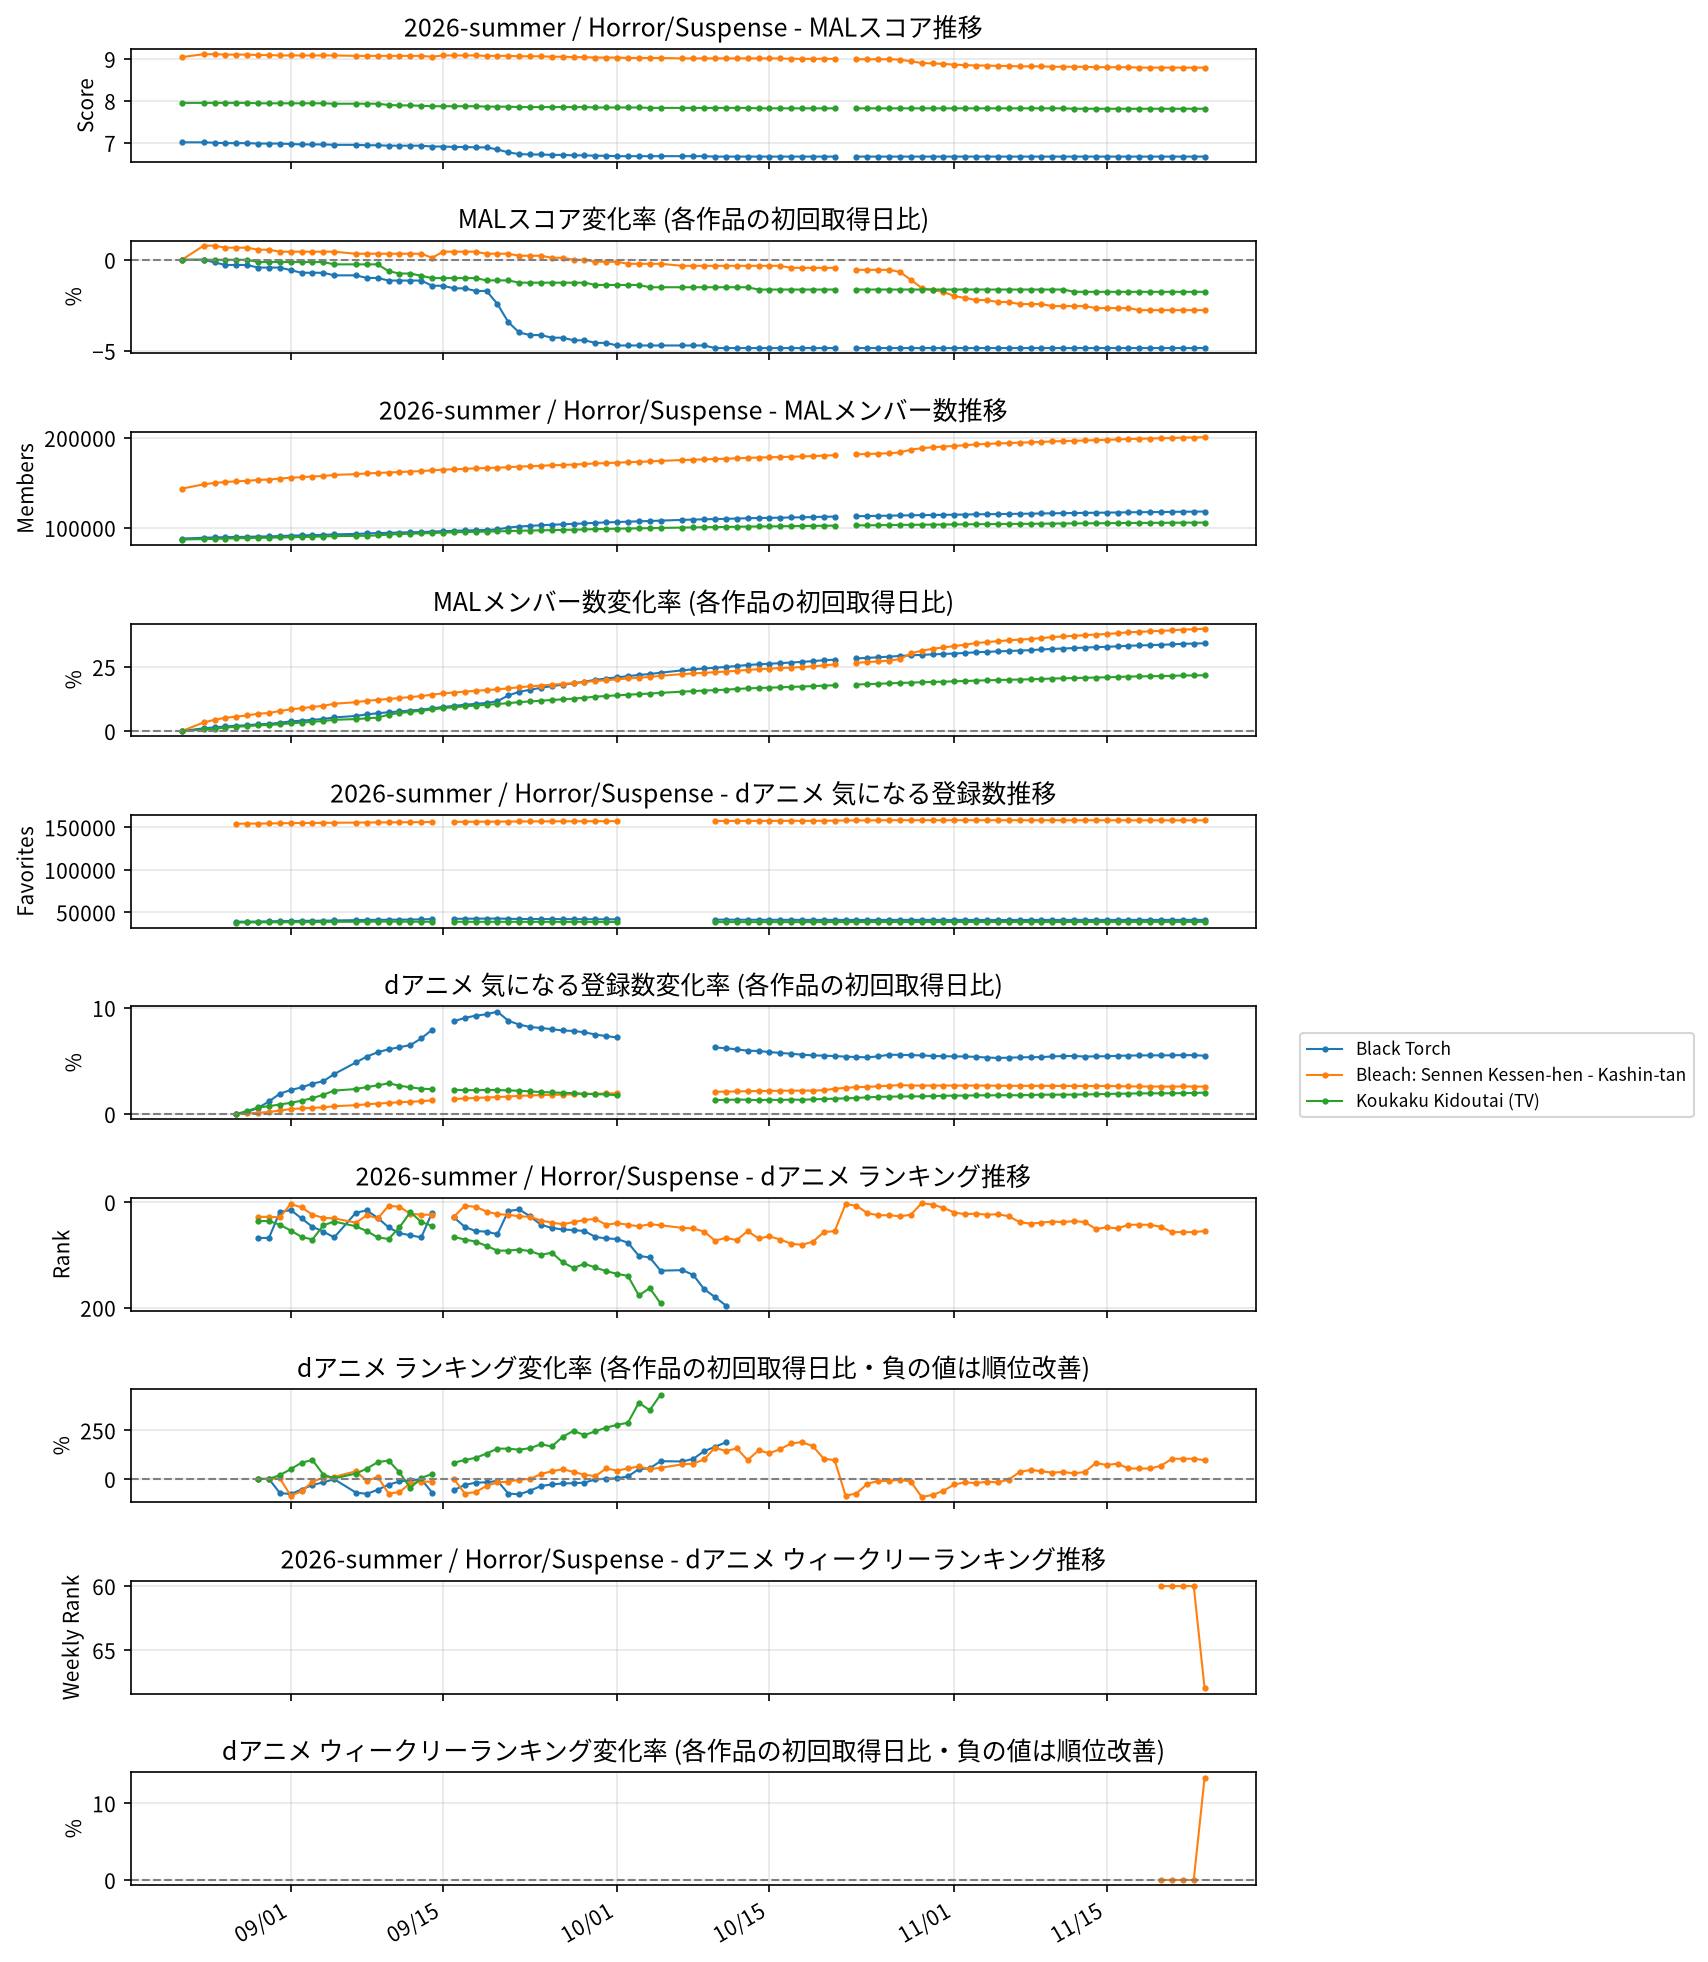 2026-summer / Horror/Suspense - MALスコア推移
9
8
7
Score
MALスコア変化率 (各作品の初回取得日比)
0
−5
%
2026-summer / Horror/Suspense - MALメンバー数推移
200000
100000
Members
MALメンバー数変化率 (各作品の初回取得日比)
25
0
%
2026-summer / Horror/Suspense - dアニメ 気になる登録数推移
150000
100000
50000
Favorites
dアニメ 気になる登録数変化率 (各作品の初回取得日比)
10
0
%
Black Torch
Bleach: Sennen Kessen-hen - Kashin-tan
Koukaku Kidoutai (TV)
2026-summer / Horror/Suspense - dアニメ ランキング推移
0
200
Rank
dアニメ ランキング変化率 (各作品の初回取得日比・負の値は順位改善)
250
0
%
2026-summer / Horror/Suspense - dアニメ ウィークリーランキング推移
60
65
Weekly Rank
dアニメ ウィークリーランキング変化率 (各作品の初回取得日比・負の値は順位改善)
10
0
%
09/01
09/15
10/01
10/15
11/01
11/15